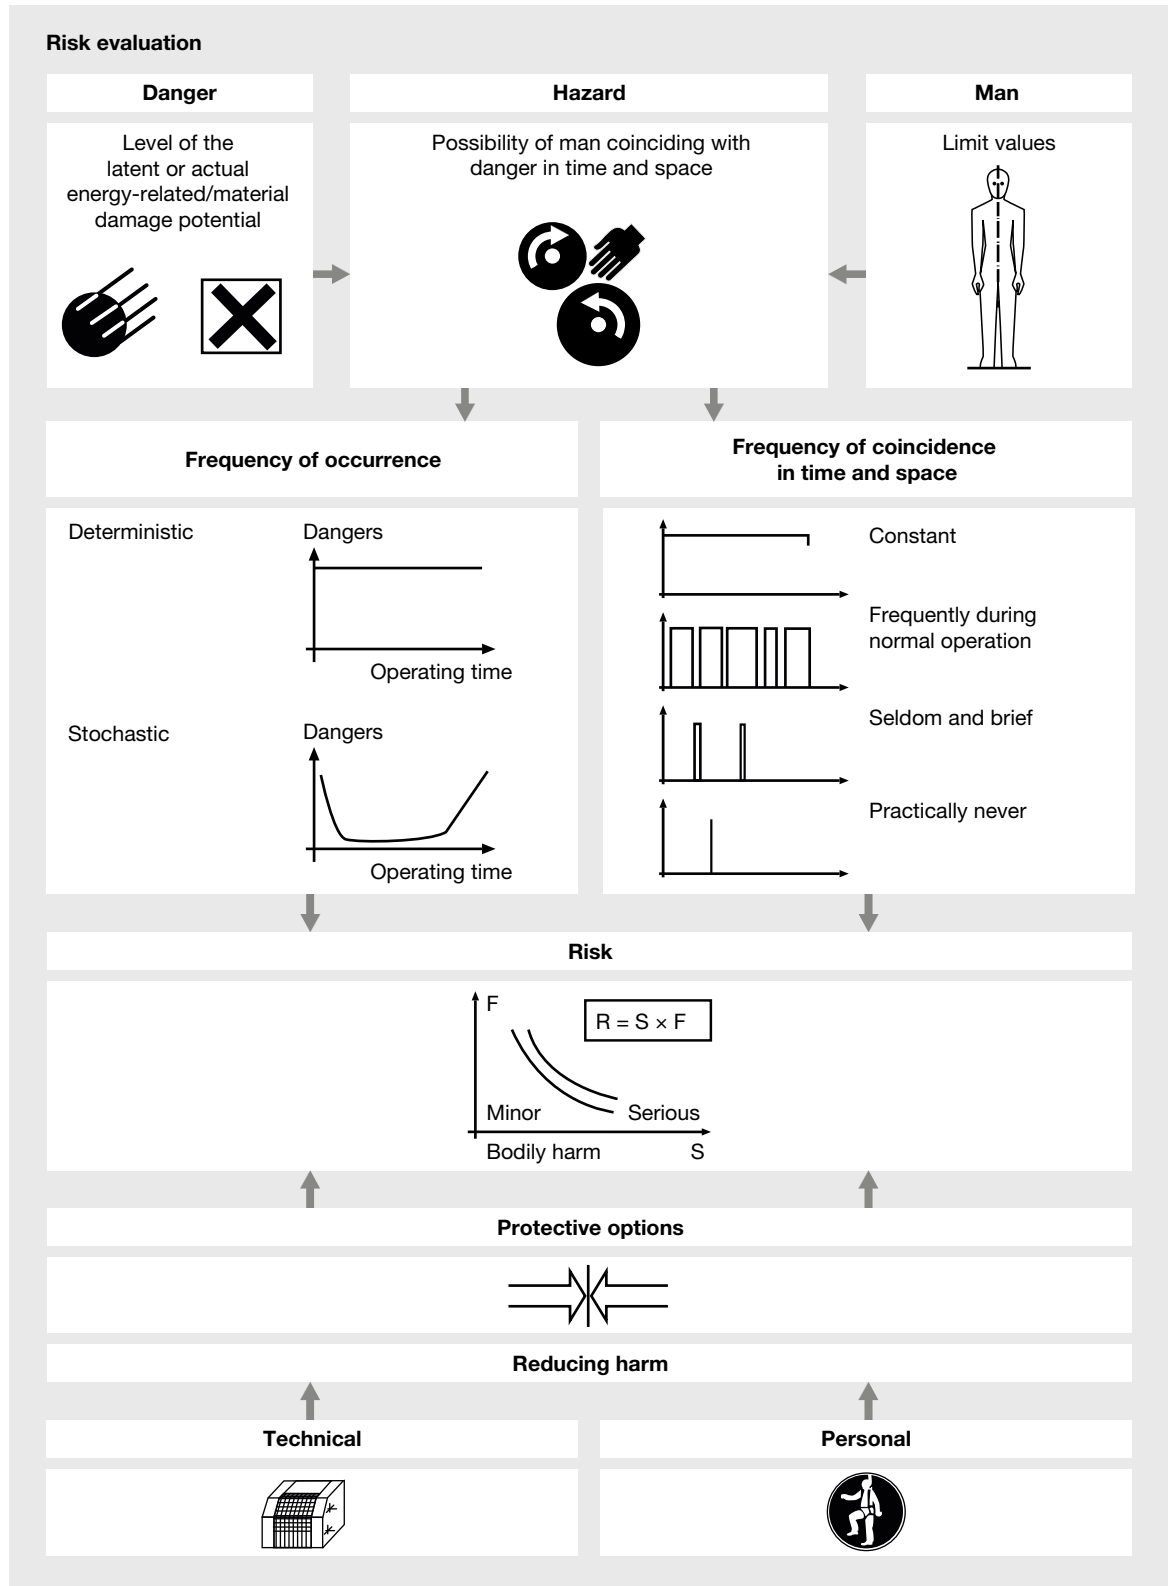 Risk evaluation
Danger
Hazard
Man
Level of the
latent or actual
energy-related/material
damage potential
Possibility of man coinciding with
danger in time and space
Limit values
Frequency of occurrence
Frequency of coincidence
in time and space
Deterministic
Dangers
Operating time
Stochastic
Dangers
Operating time
Constant
Frequently during
normal operation
Seldom and brief
Practically never
Risk
F
R = S × F
Minor
Serious
Bodily harm
S
Protective options
Reducing harm
Technical
Personal